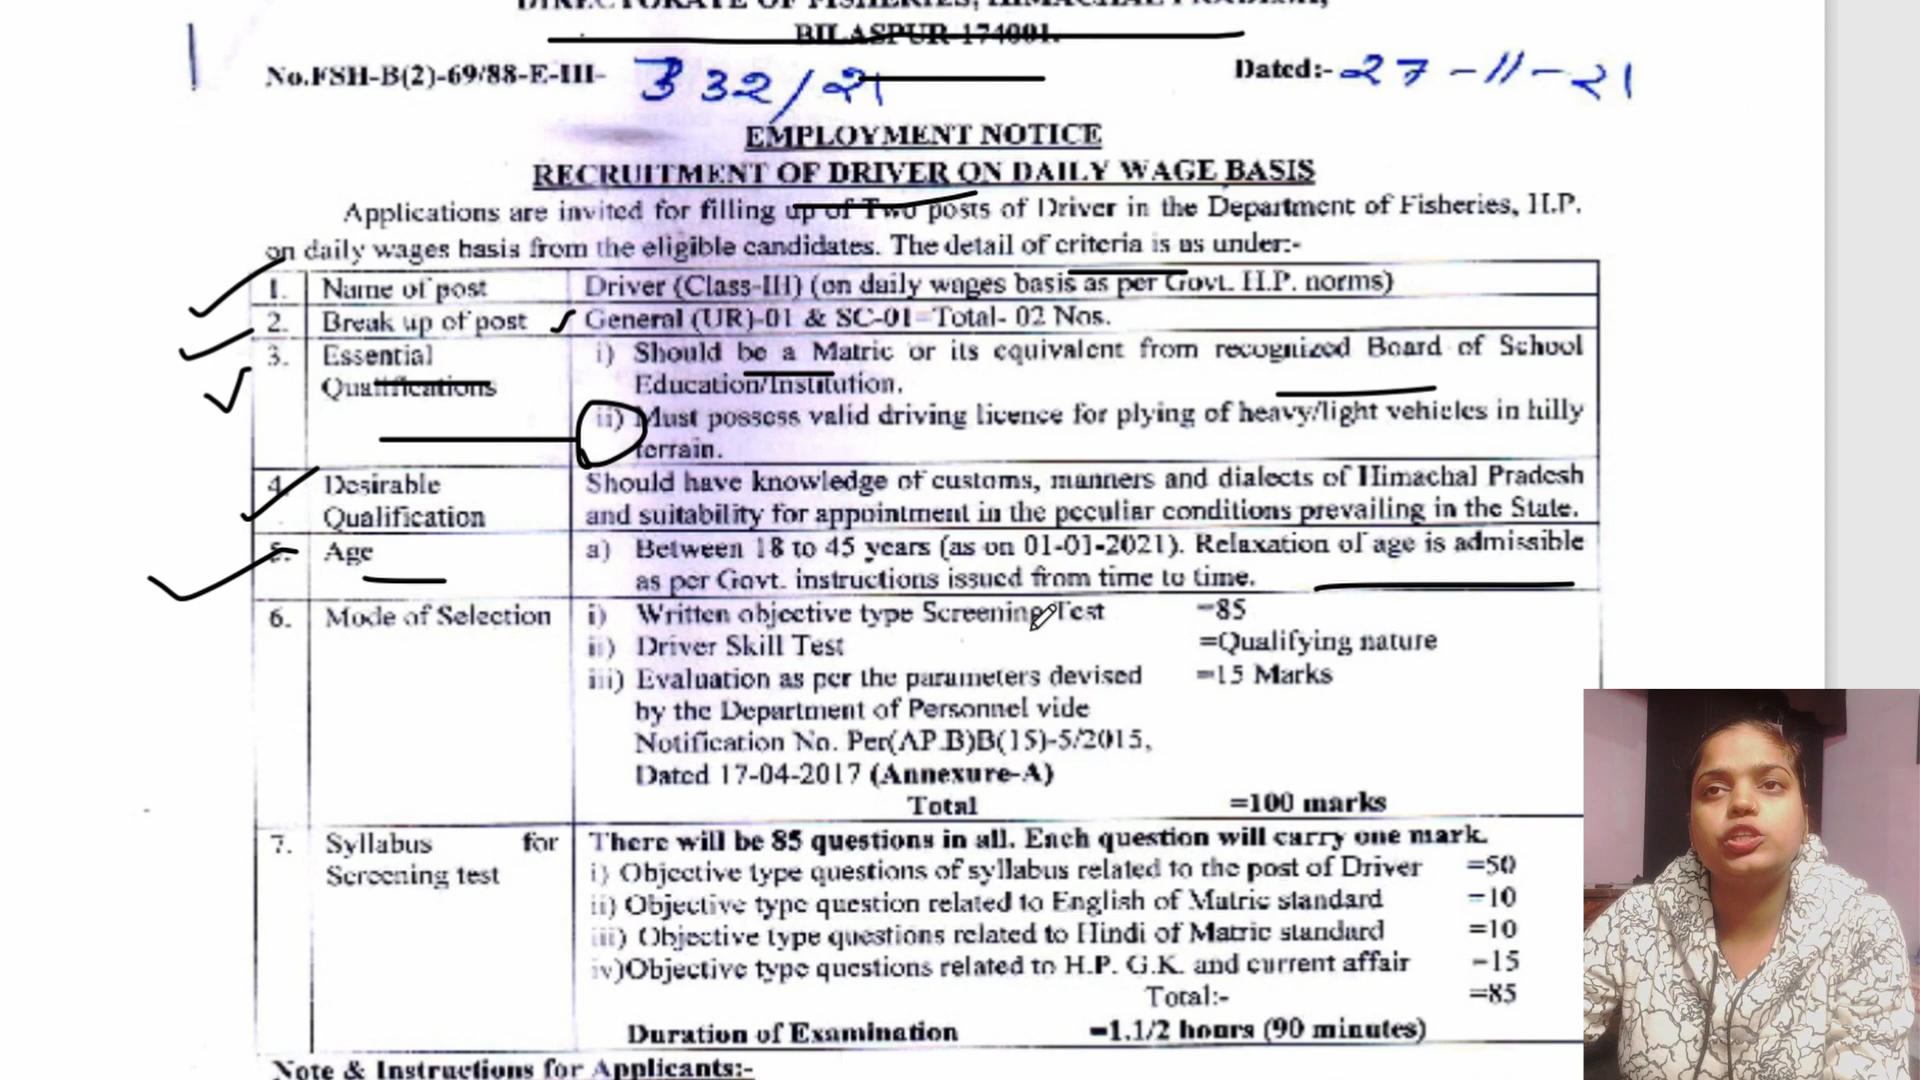 DIRECTORATE OF FISHERIES, HIMACHAL PRADESH,
BILASPUR-174001.
No.FSH-B(2)-69/88-E-III- 332/21 Dated:- 27-11-21
EMPLOYMENT NOTICE
RECRUITMENT OF DRIVER ON DAILY WAGE BASIS
Applications are invited for filling up of Two posts of Driver in the Department of Fisheries, H.P.
on daily wages basis from the eligible candidates. The detail of criteria is as under:-
1. Name of post Driver (Class-III) (on daily wages basis as per Govt. H.P. norms)
2. Break up of post General (UR)-01 & SC-01 Total- 02 Nos.
3. Essential i) Should be a Matric or its equivalent from recognized Board of School
Qualifications Education/Institution.
ii) Must possess valid driving licence for plying of heavy/light vehicles in hilly
terrain.
4. Desirable Should have knowledge of customs, manners and dialects of Himachal Pradesh
Qualification and suitability for appointment in the peculiar conditions prevailing in the State.
5. Age a) Between 18 to 45 years (as on 01-01-2021). Relaxation of age is admissible
as per Govt. instructions issued from time to time.
6. Mode of Selection i) Written objective type Screening Test =85
ii) Driver Skill Test =Qualifying nature
iii) Evaluation as per the parameters devised =15 Marks
by the Department of Personnel vide
Notification No. Per(AP.B)B(15)-5/2015,
Dated 17-04-2017 (Annexure-A)
Total =100 marks
7. Syllabus for There will be 85 questions in all. Each question will carry one mark.
Screening test i) Objective type questions of syllabus related to the post of Driver =50
ii) Objective type question related to English of Matric standard =10
iii) Objective type questions related to Hindi of Matric standard =10
iv)Objective type questions related to H.P. G.K. and current affair =15
Total:- =85
Duration of Examination =1.1/2 hours (90 minutes)
Note & Instructions for Applicants:-